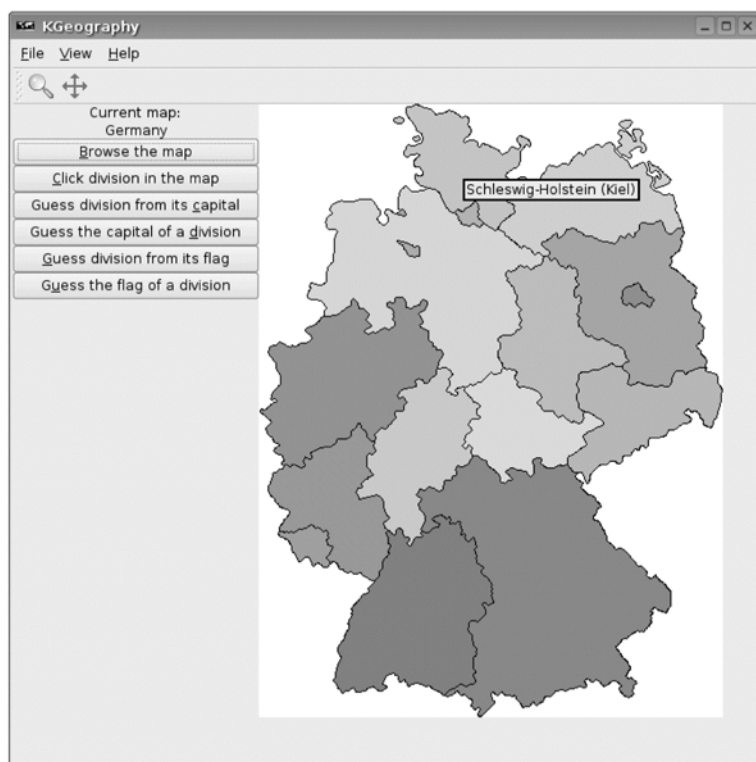 KGeography
File View Help
Current map:
Germany
Browse the map
Click division in the map
Guess division from its capital
Guess the capital of a division
Guess division from its flag
Guess the flag of a division
Schleswig-Holstein (Kiel)